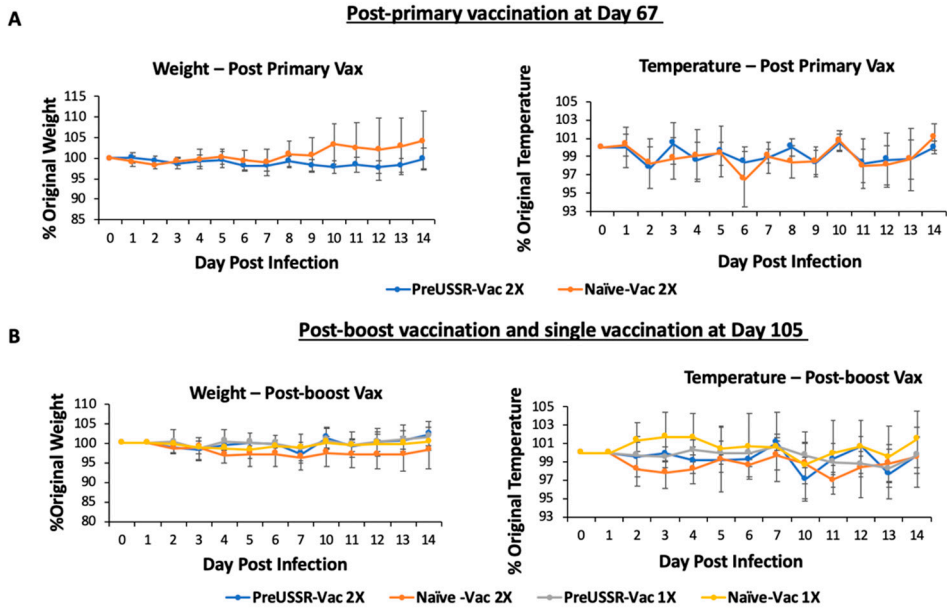 Post-primary vaccination at Day 67
A
Weight – Post Primary Vax
% Original Weight
115
110
105
100
95
90
85
0 1 2 3 4 5 6 7 8 9 10 11 12 13 14
Day Post Infection
Temperature – Post Primary Vax
% Original Temperature
105
103
101
99
97
95
93
0 1 2 3 4 5 6 7 8 9 10 11 12 13 14
Day Post Infection
PreUSSR-Vac 2X Naïve-Vac 2X
Post-boost vaccination and single vaccination at Day 105
B
Weight – Post-boost Vax
%Original Weight
110
105
100
95
90
85
80
0 1 2 3 4 5 6 7 10 11 12 13 14
Day Post Infection
Temperature – Post-boost Vax
% Original Temperature
105
103
101
99
97
95
93
0 1 2 3 4 5 6 7 10 11 12 13 14
Day Post Infection
PreUSSR-Vac 2X Naïve -Vac 2X PreUSSR-Vac 1X Naïve-Vac 1X